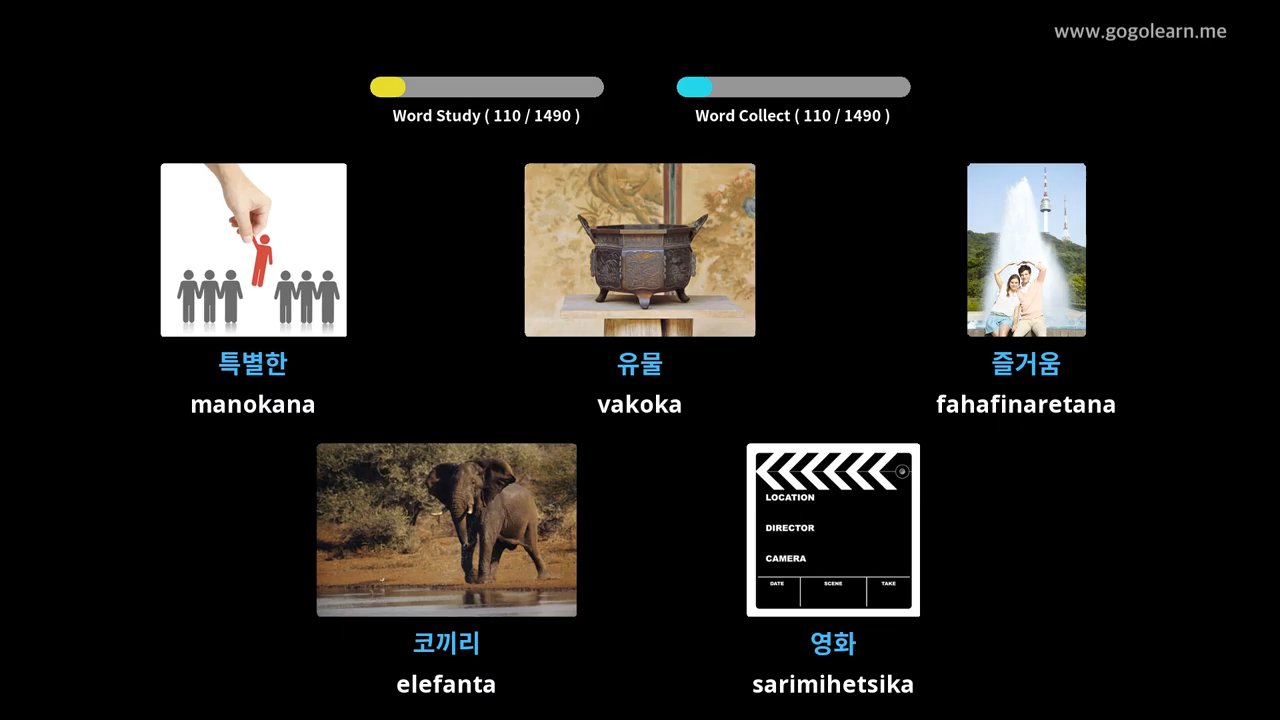 www.gogolearn.me
Word Study ( 110 / 1490 )
Word Collect ( 110 / 1490 )
특별한
manokana
유물
vakoka
즐거움
fahafinaretana
LOCATION
DIRECTOR
CAMERA
DATE
SCENE
TAKE
코끼리
elefanta
영화
sarimihetsika